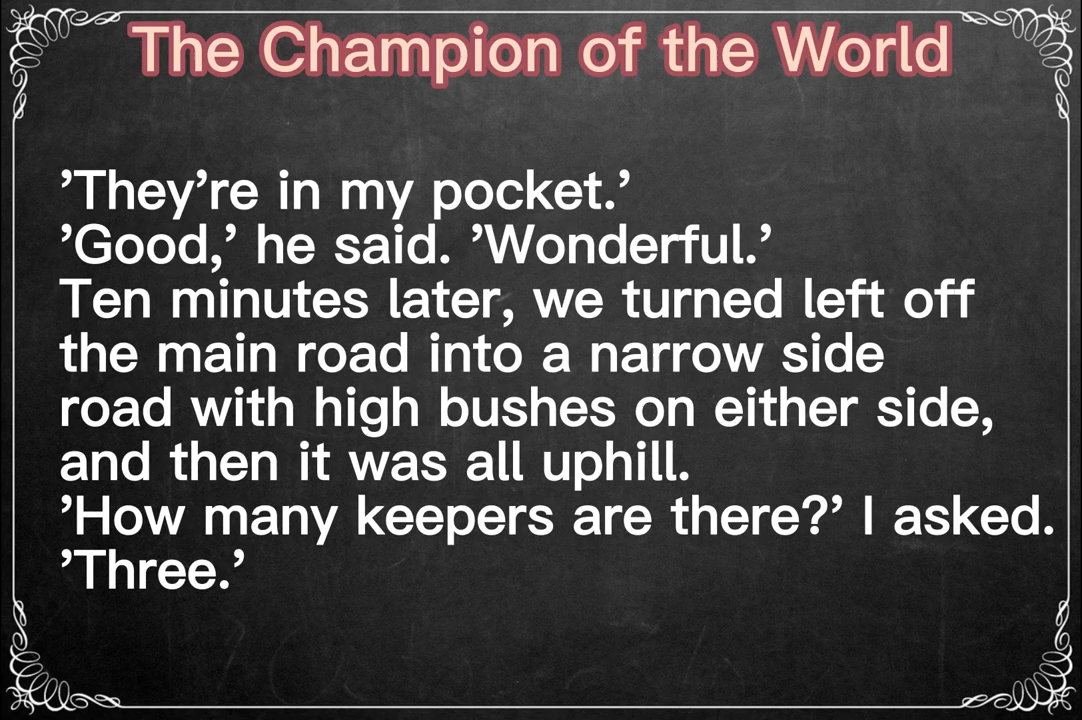 The Champion of the World
’They’re in my pocket.’
’Good,’ he said. ’Wonderful.’
Ten minutes later, we turned left off
the main road into a narrow side
road with high bushes on either side,
and then it was all uphill.
’How many keepers are there?’ I asked.
’Three.’